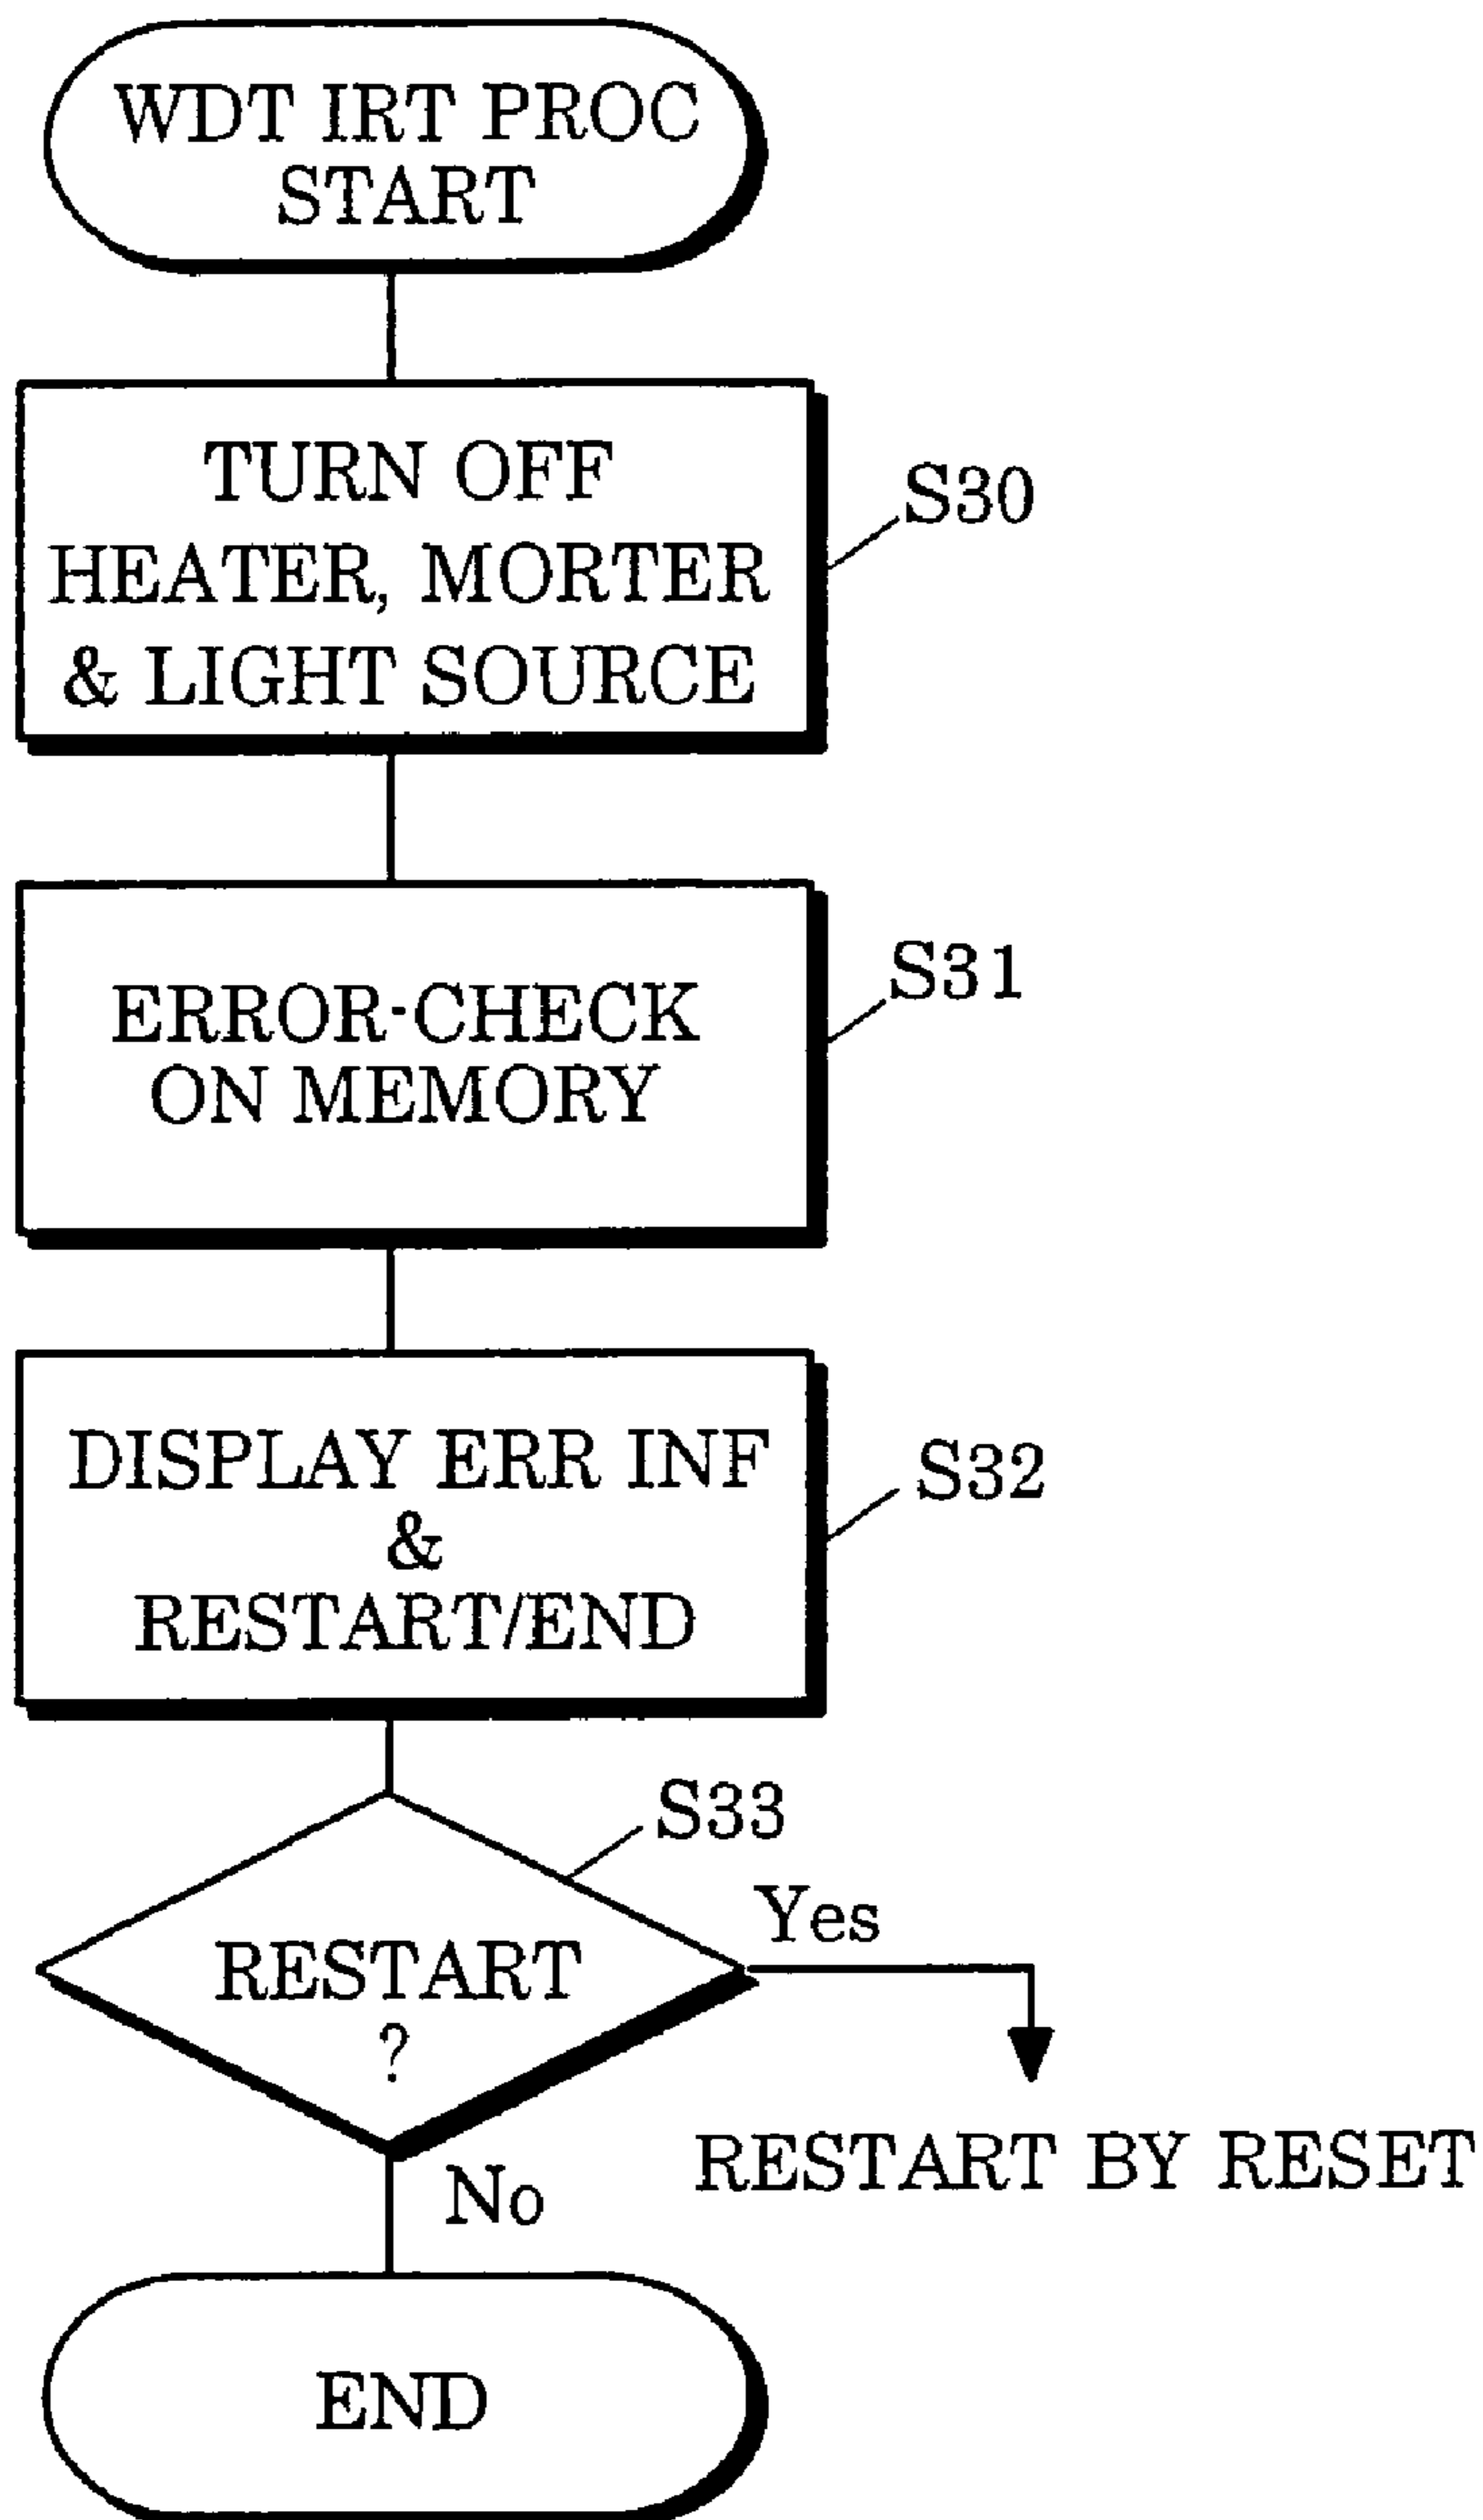 WDT IRT PROC
START
TURN OFF
HEATER, MORTER
& LIGHT SOURCE
S30
ERROR-CHECK
ON MEMORY
S31
DISPLAY ERR INF
&
RESTART/END
S32
S33
RESTART
?
Yes
RESTART BY RESET
No
END